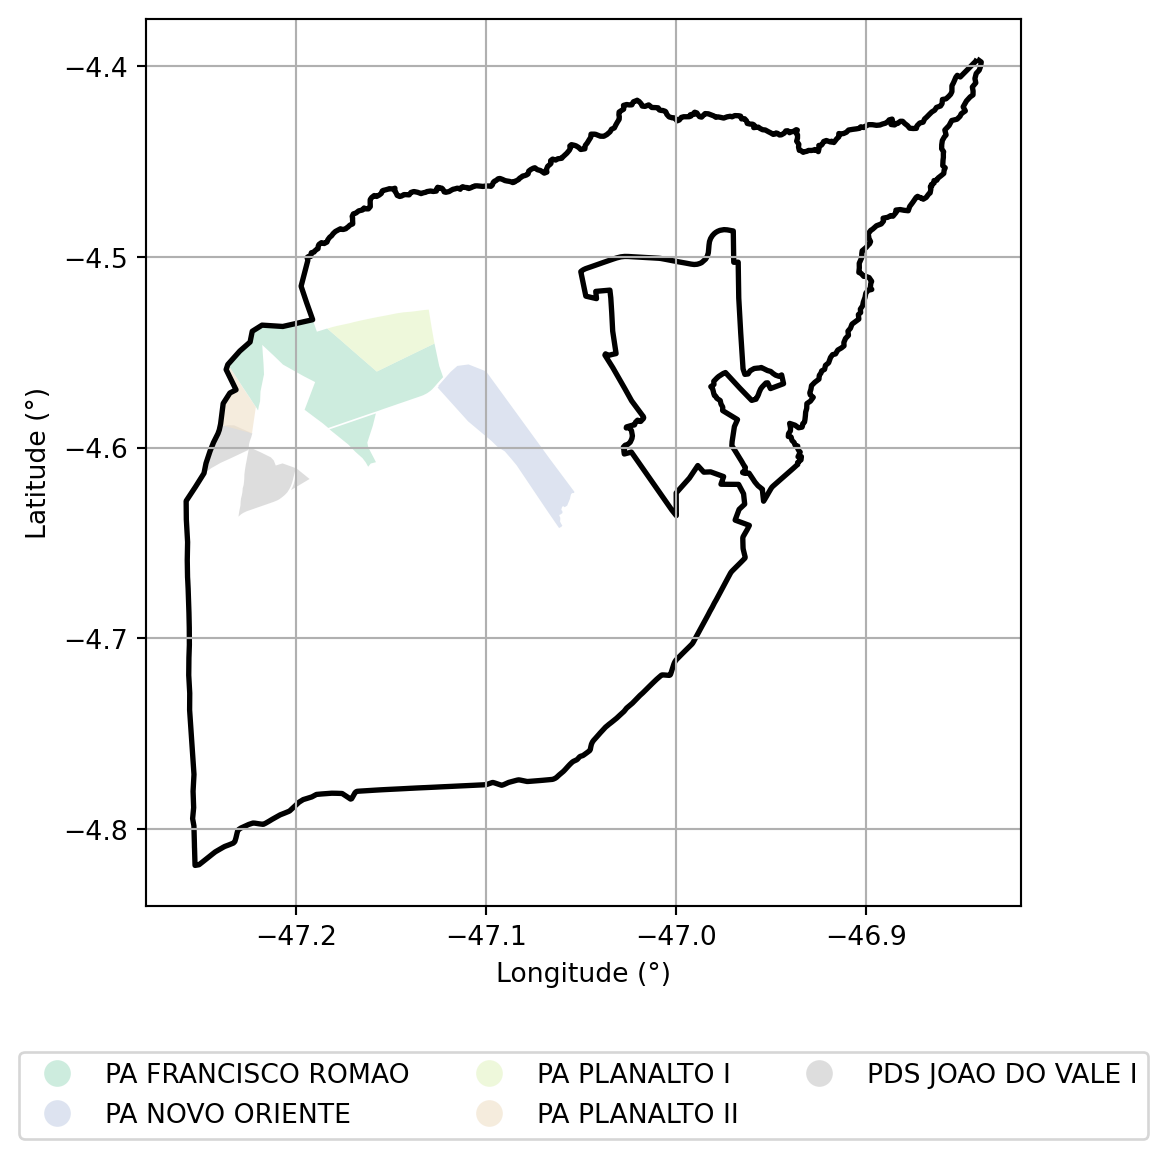 −4.4
−4.5
−4.6
−4.7
−4.8
Latitude (°)
−47.2 −47.1 −47.0 −46.9
Longitude (°)
PA FRANCISCO ROMAO PA PLANALTO I PDS JOAO DO VALE I
PA NOVO ORIENTE PA PLANALTO II